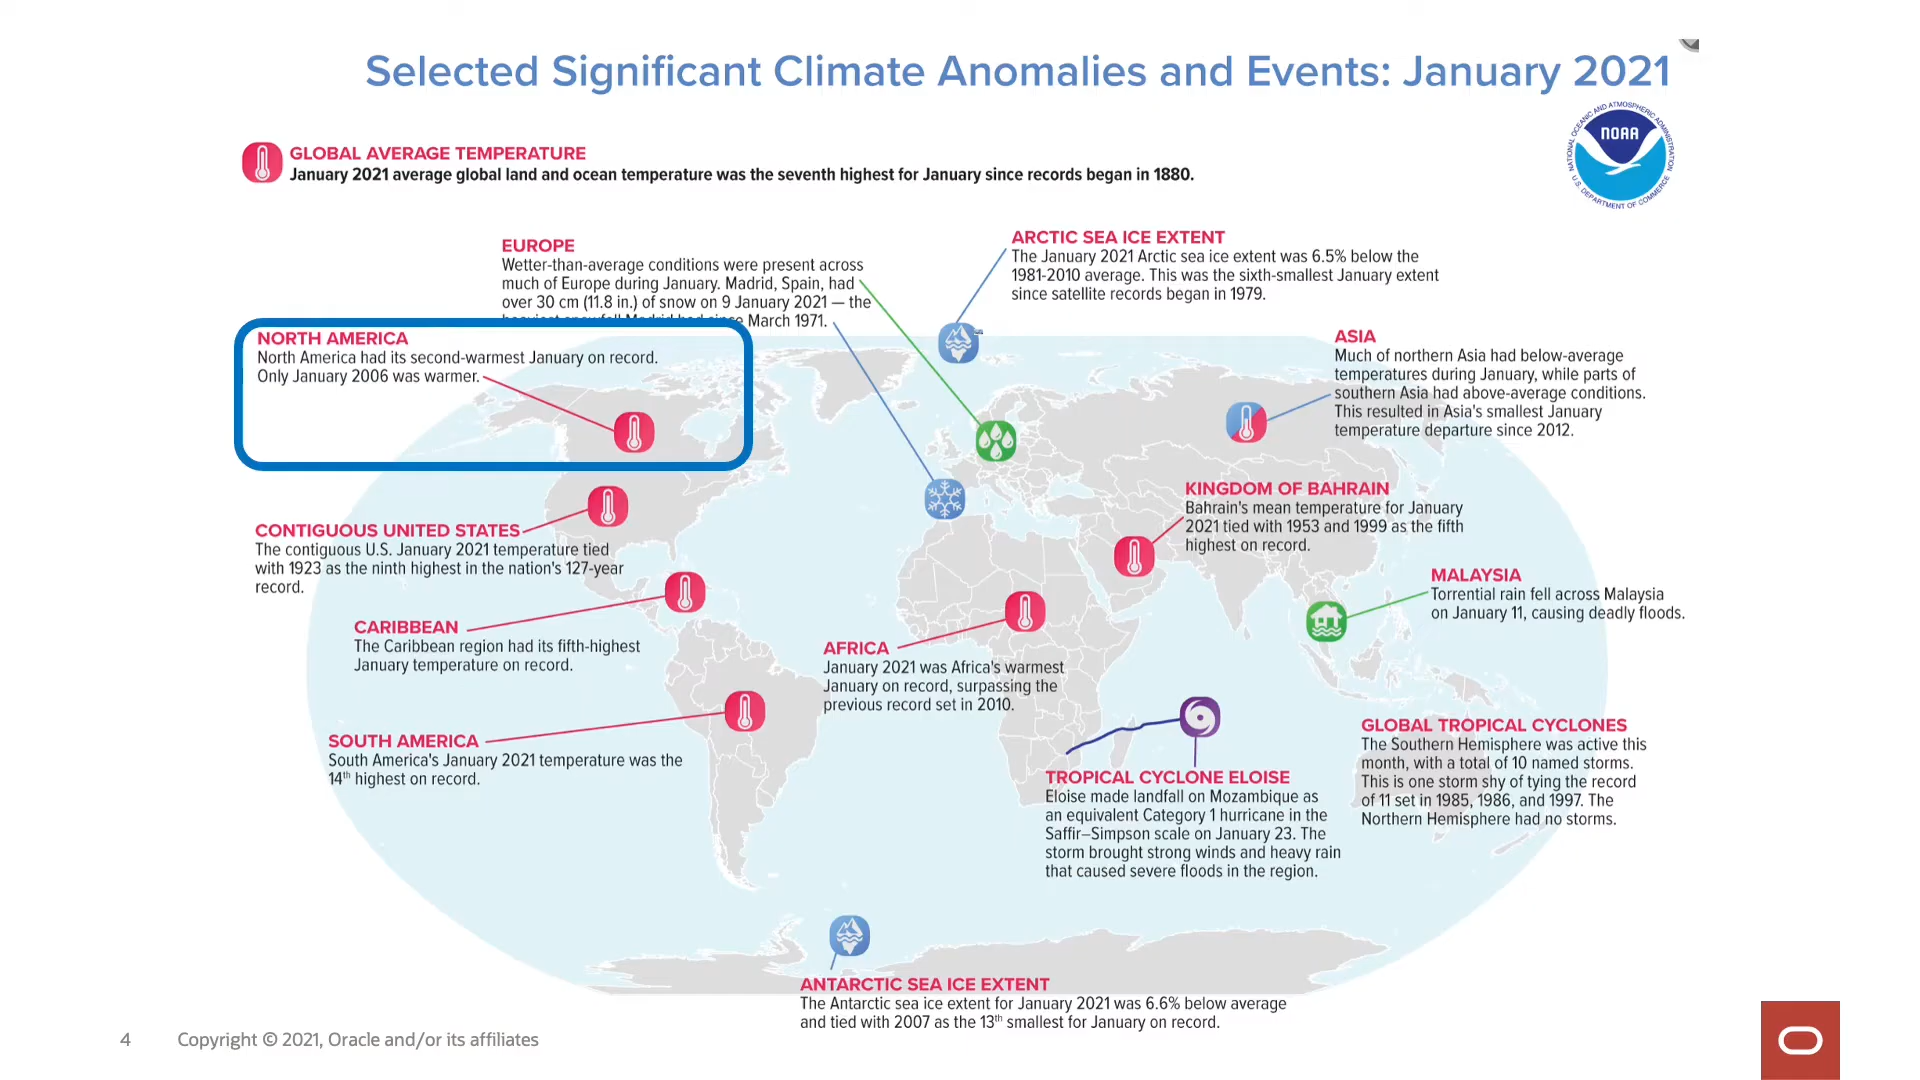 Selected Significant Climate Anomalies and Events: January 2021
NOAA
NATIONAL OCEANIC AND ATMOSPHERIC ADMINISTRATION
U.S. DEPARTMENT OF COMMERCE
GLOBAL AVERAGE TEMPERATURE
January 2021 average global land and ocean temperature was the seventh highest for January since records began in 1880.
EUROPE
Wetter-than-average conditions were present across
much of Europe during January. Madrid, Spain, had
over 30 cm (11.8 in.) of snow on 9 January 2021 — the
heaviest snowfall Madrid had since March 1971.
ARCTIC SEA ICE EXTENT
The January 2021 Arctic sea ice extent was 6.5% below the
1981-2010 average. This was the sixth-smallest January extent
since satellite records began in 1979.
NORTH AMERICA
North America had its second-warmest January on record.
Only January 2006 was warmer.
ASIA
Much of northern Asia had below-average
temperatures during January, while parts of
southern Asia had above-average conditions.
This resulted in Asia's smallest January
temperature departure since 2012.
CONTIGUOUS UNITED STATES
The contiguous U.S. January 2021 temperature tied
with 1923 as the ninth highest in the nation's 127-year
record.
KINGDOM OF BAHRAIN
Bahrain's mean temperature for January
2021 tied with 1953 and 1999 as the fifth
highest on record.
MALAYSIA
Torrential rain fell across Malaysia
on January 11, causing deadly floods.
CARIBBEAN
The Caribbean region had its fifth-highest
January temperature on record.
AFRICA
January 2021 was Africa's warmest
January on record, surpassing the
previous record set in 2010.
SOUTH AMERICA
South America's January 2021 temperature was the
14th highest on record.
TROPICAL CYCLONE ELOISE
Eloise made landfall on Mozambique as
an equivalent Category 1 hurricane in the
Saffir–Simpson scale on January 23. The
storm brought strong winds and heavy rain
that caused severe floods in the region.
GLOBAL TROPICAL CYCLONES
The Southern Hemisphere was active this
month, with a total of 10 named storms.
This is one storm shy of tying the record
of 11 set in 1985, 1986, and 1997. The
Northern Hemisphere had no storms.
ANTARCTIC SEA ICE EXTENT
The Antarctic sea ice extent for January 2021 was 6.6% below average
and tied with 2007 as the 13th smallest for January on record.
4 Copyright © 2021, Oracle and/or its affiliates